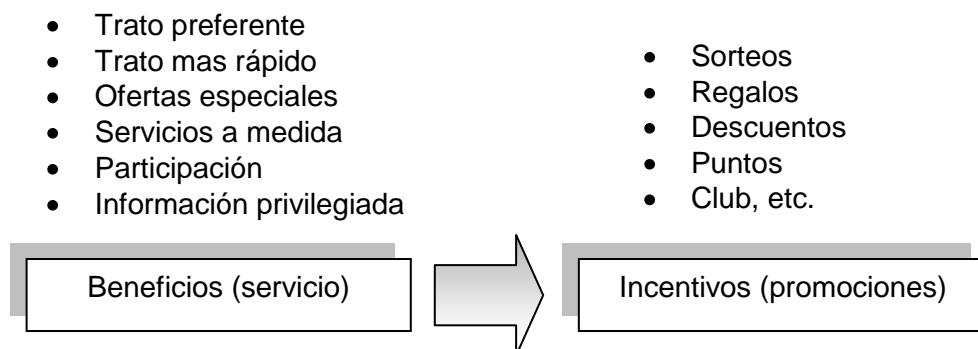 • Trato preferente
• Trato mas rápido
• Ofertas especiales
• Servicios a medida
• Participación
• Información privilegiada
Beneficios (servicio)
• Sorteos
• Regalos
• Descuentos
• Puntos
• Club, etc.
Incentivos (promociones)